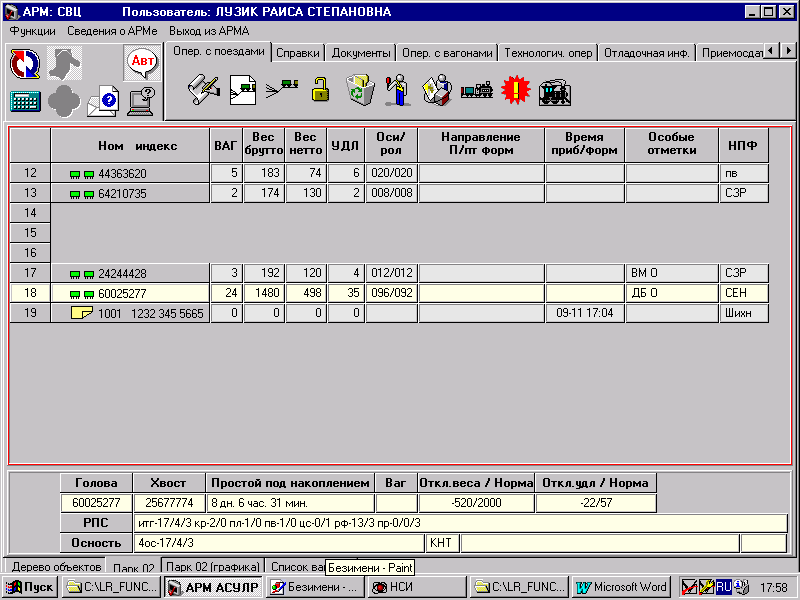 АРМ: СВЦ Пользователь: ЛУЗИК РАИСА СТЕПАНОВНА
Функции Сведения о АРМе Выход из АРМА
Опер. с поездами Справки Документы Опер. с вагонами Технологич. опер Отладочная инф. Приемосдат
Авт
?
?
Ном индекс ВАГ Вес брутто Вес нетто УДЛ Оси/ рол Направление П/пт форм Время приб/форм Особые отметки НПФ
12 44363620 5 183 74 6 020/020 пв
13 64210735 2 174 130 2 008/008 СЗР
14
15
16
17 24244428 3 192 120 4 012/012 ВМ О СЗР
18 60025277 24 1480 498 35 096/092 ДБ О СЕН
19 1001 1232 345 5665 0 0 0 0 09-11 17:04 Шихн
Голова Хвост Простой под накоплением Ваг Откл.веса / Норма Откл.удл / Норма
60025277 25677774 8 дн. 6 час. 31 мин. -520/2000 -22/57
РПС итг-17/4/3 кр-2/0 пл-1/0 пв-1/0 цс-0/1 рф-13/3 пр-0/0/3
Осность 4ос-17/4/3 КНТ
Дерево объектов Парк 02 Парк 02 (графика) Список ваг
Безимени - Paint
Пуск C:\LR_FUNC... АРМ АСУЛР Безимени - ... НСИ C:\LR_FUNC... Microsoft Word RU 17:58